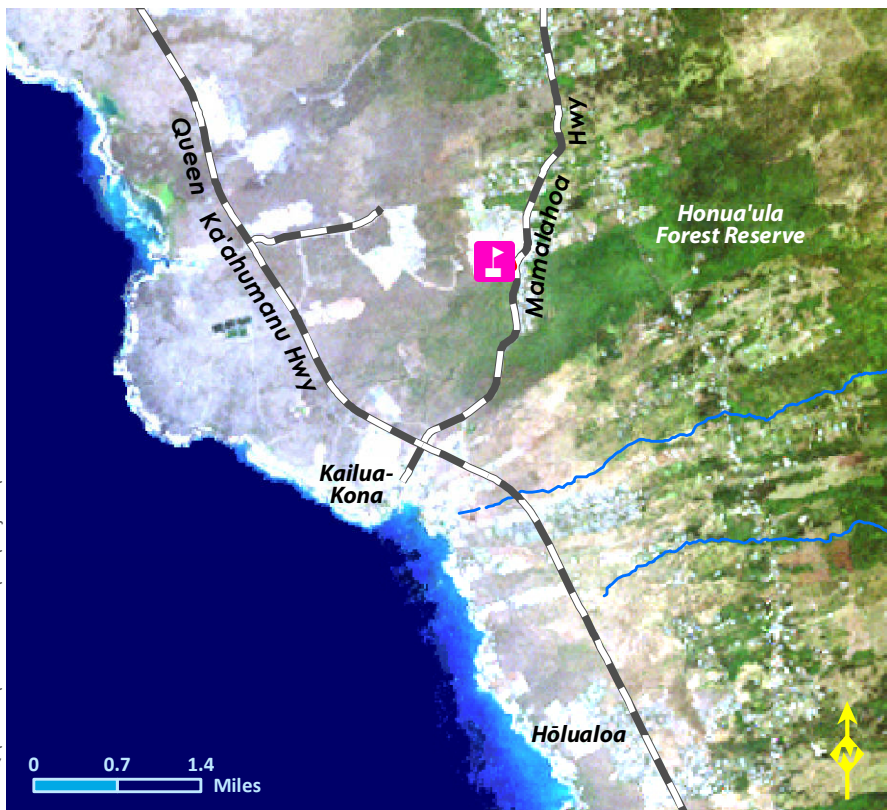 Queen Ka'ahumanu Hwy
Mamalahoa Hwy
Honua'ula
Forest Reserve
Kailua-
Kona
Hōlualoa
0 0.7 1.4
Miles
N